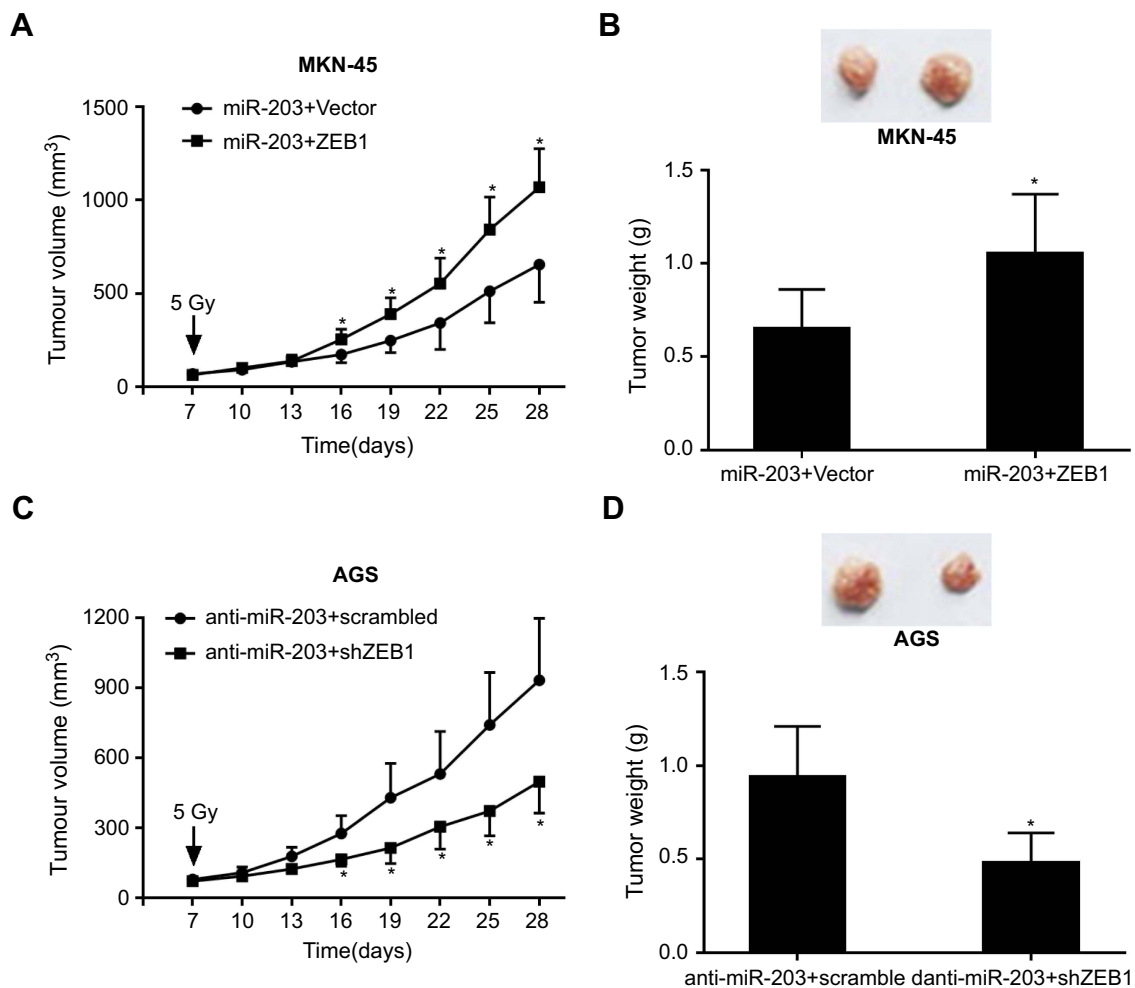 A
MKN-45
miR-203+Vector
miR-203+ZEB1
Tumour volume (mm3)
1500
1000
500
0
5 Gy
*
*
*
*
*
7 10 13 16 19 22 25 28
Time(days)
B
MKN-45
Tumor weight (g)
1.5
1.0
0.5
0.0
*
miR-203+Vector miR-203+ZEB1
C
AGS
anti-miR-203+scrambled
anti-miR-203+shZEB1
Tumour volume (mm3)
1200
900
600
300
0
5 Gy
*
*
*
*
*
7 10 13 16 19 22 25 28
Time(days)
D
AGS
Tumor weight (g)
1.5
1.0
0.5
0.0
*
anti-miR-203+scramble danti-miR-203+shZEB1